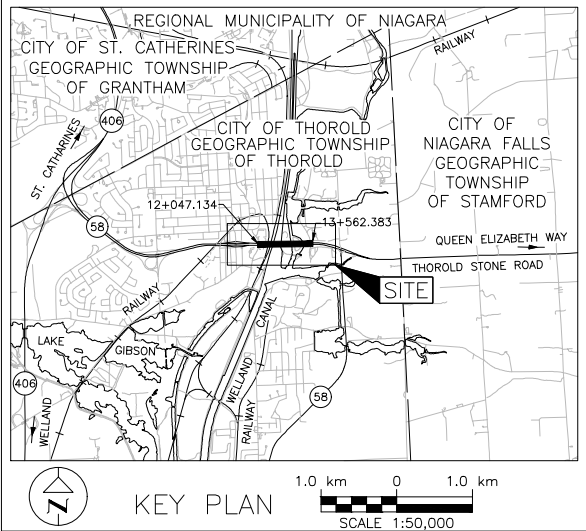 REGIONAL MUNICIPALITY OF NIAGARA
RAILWAY
CITY OF ST. CATHERINES
GEOGRAPHIC TOWNSHIP
OF GRANTHAM
406
ST. CATHARINES
CITY OF THOROLD
GEOGRAPHIC TOWNSHIP
OF THOROLD
CITY OF
NIAGARA FALLS
GEOGRAPHIC
TOWNSHIP
OF STAMFORD
12+047.134
13+562.383
58
QUEEN ELIZABETH WAY
THOROLD STONE ROAD
SITE
RAILWAY
LAKE
GIBSON
WELLAND
CANAL
406
WELLAND
RAILWAY
58
N
KEY PLAN
1.0 km
0
1.0 km
SCALE 1:50,000